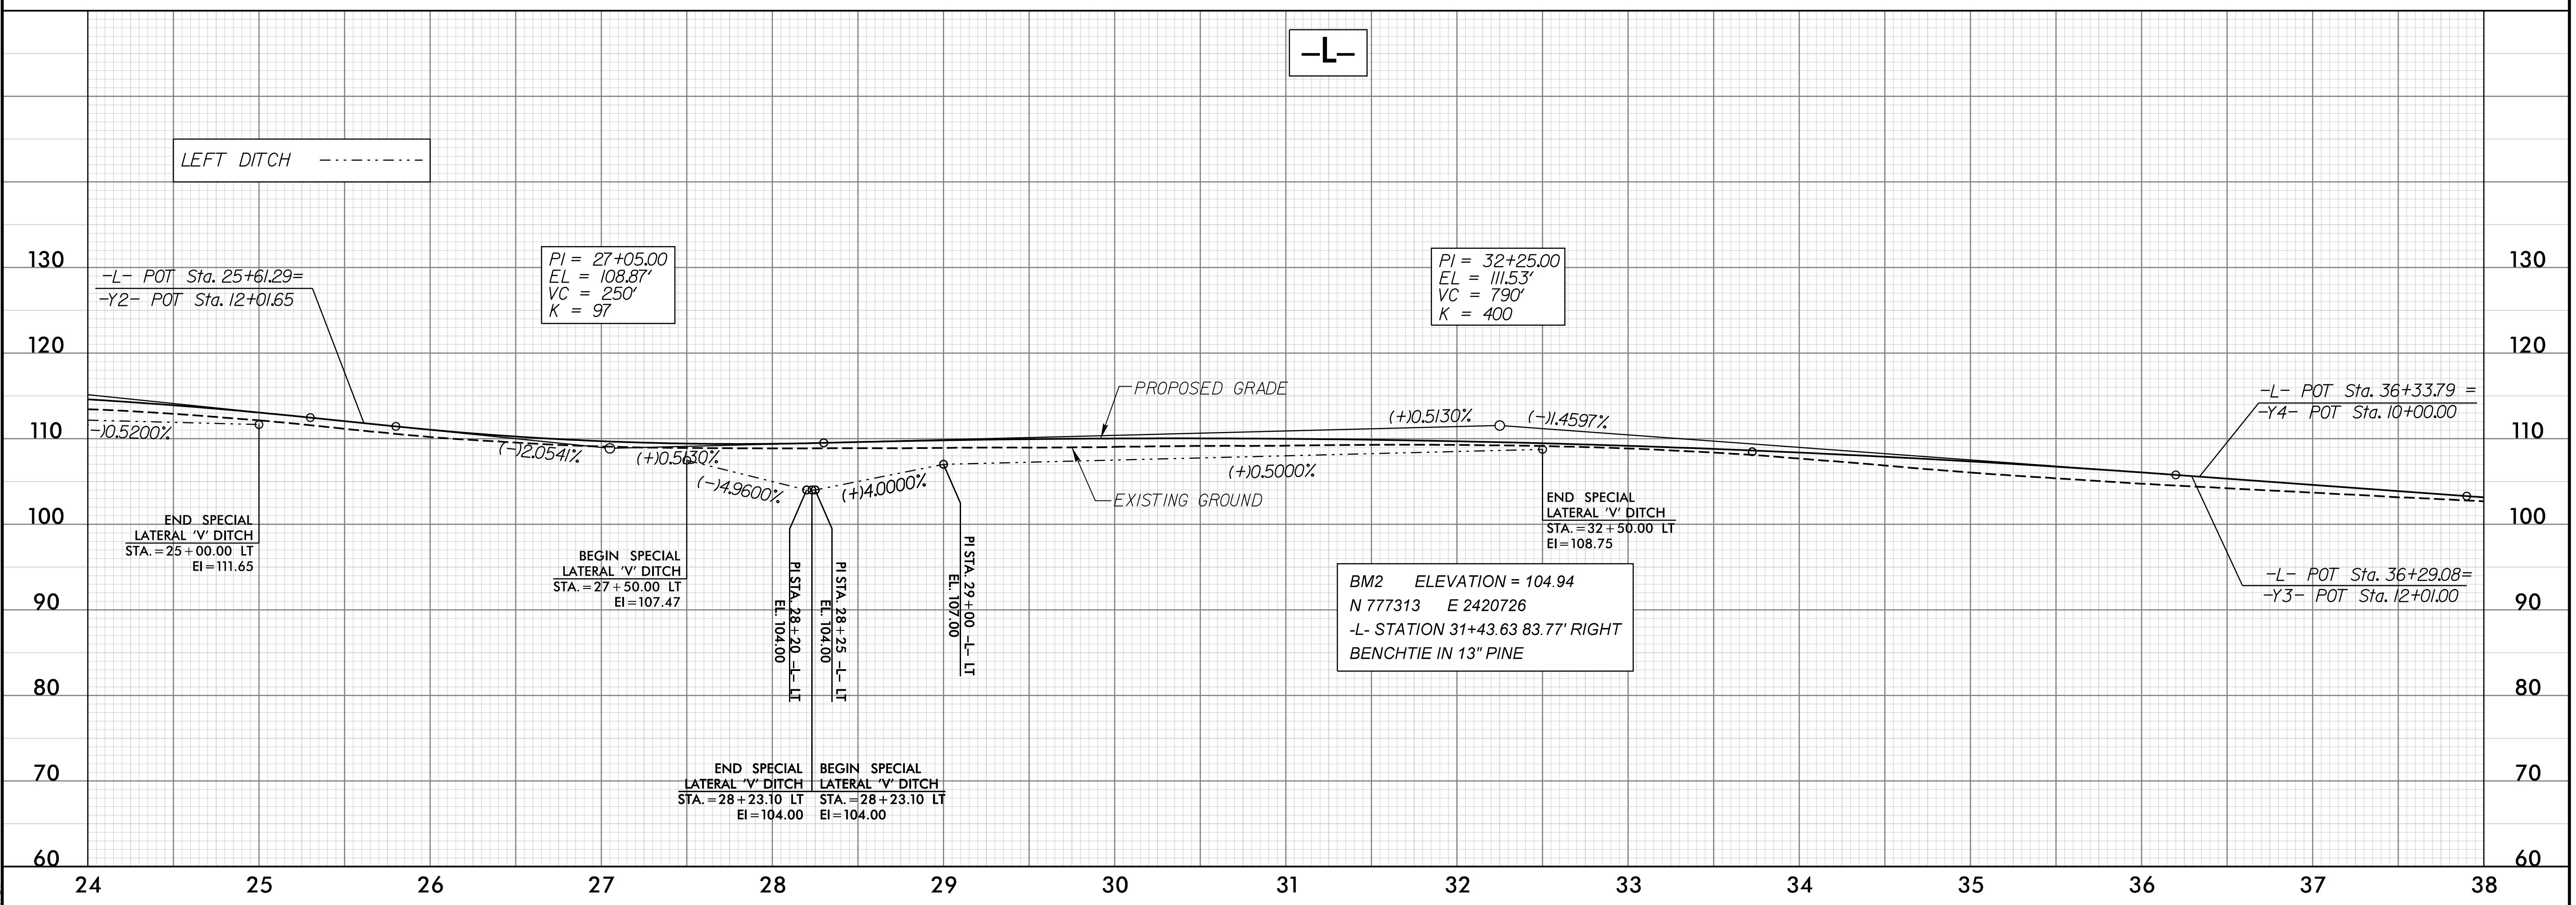 -L-
LEFT DITCH
130
120
110
100
90
80
70
60
-L- POT Sta. 25+61.29=
-Y2- POT Sta. 12+01.65
PI = 27+05.00
EL = 108.87'
VC = 250'
K = 97
PI = 32+25.00
EL = 111.53'
VC = 790'
K = 400
130
120
110
100
90
80
70
60
PROPOSED GRADE
EXISTING GROUND
-L- POT Sta. 36+33.79 =
-Y4- POT Sta. 10+00.00
-L- POT Sta. 36+29.08=
-Y3- POT Sta. 12+01.00
-)0.5200%
(-)2.0541%
(+)0.5130%
(-)4.9600%
(+)4.0000%
(+)0.5000%
(+)0.5130%
(-)1.4597%
END SPECIAL
LATERAL 'V' DITCH
STA. =25+00.00 LT
El=111.65
BEGIN SPECIAL
LATERAL 'V' DITCH
STA. =27+50.00 LT
El=107.47
PI STA. 28+20 -L- LT
EL. 104.00
PI STA. 28+25 -L- LT
EL. 104.00
PI STA. 29+00 -L- LT
EL. 107.00
END SPECIAL
LATERAL 'V' DITCH
STA. =28+23.10 LT
El=104.00
BEGIN SPECIAL
LATERAL 'V' DITCH
STA. =28+23.10 LT
El=104.00
END SPECIAL
LATERAL 'V' DITCH
STA. =32+50.00 LT
El=108.75
BM2 ELEVATION = 104.94
N 777313 E 2420726
-L- STATION 31+43.63 83.77' RIGHT
BENCHTIE IN 13" PINE
24 25 26 27 28 29 30 31 32 33 34 35 36 37 38